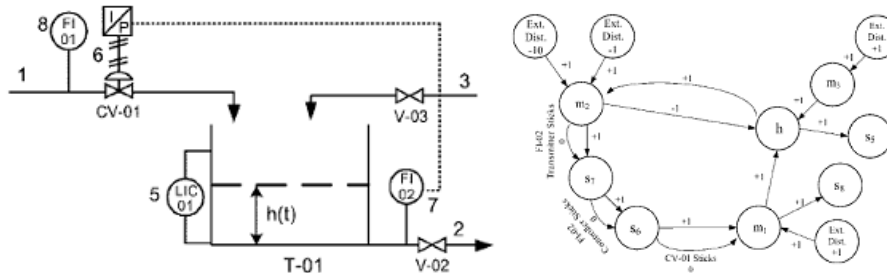 8
FI
01
I
P
6
1
CV-01
3
V-03
5
LIC
01
h(t)
FI
02
7
2
V-02
T-01
Ext.
Dist.
-10
Ext.
Dist.
-1
+1
+1
m₂
+1
-1
FI-02
Transmitter Sticks
0
+1
s₇
+1
0
FI-02
Controller Sticks
s₆
+1
CV-01 Sticks
0
m₁
+1
+1
Ext.
Dist.
+1
s₈
+1
h
+1
s₅
+1
m₃
+1
Ext.
Dist.
+1